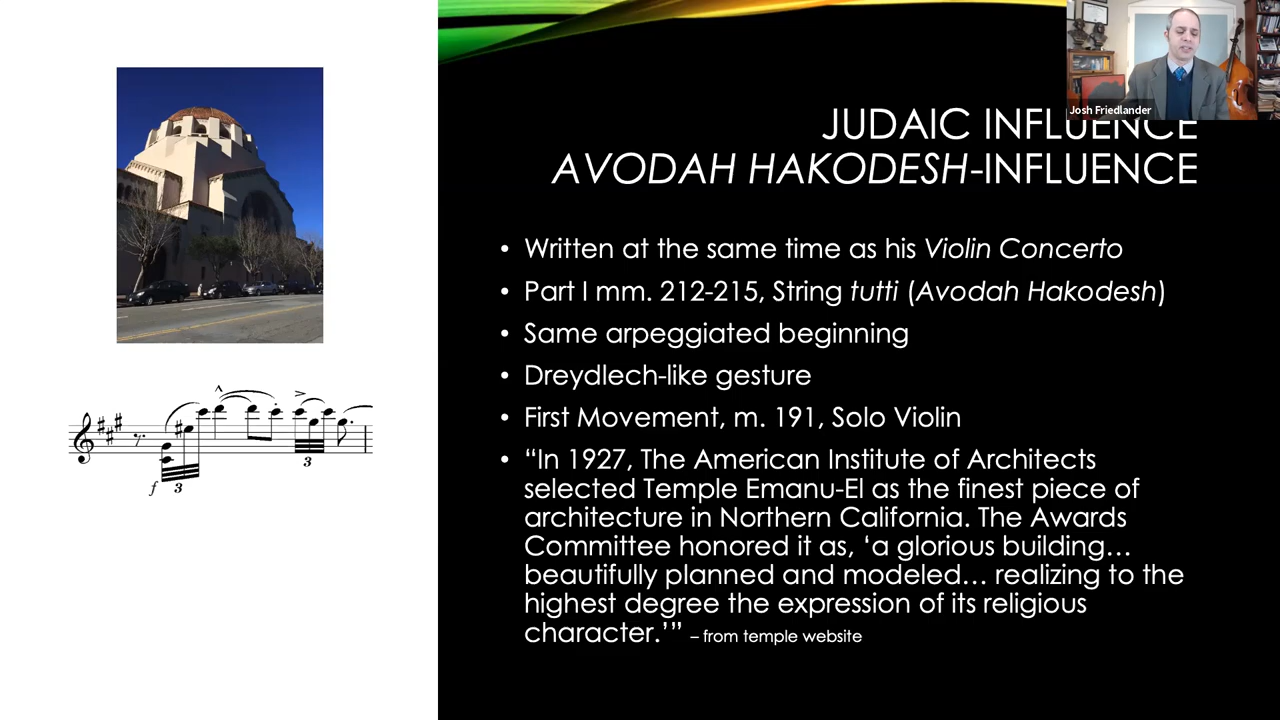 Josh Friedlander
JUDAIC INFLUENCE
AVODAH HAKODESH-INFLUENCE
• Written at the same time as his Violin Concerto
• Part I mm. 212-215, String tutti (Avodah Hakodesh)
• Same arpeggiated beginning
• Dreydlech-like gesture
• First Movement, m. 191, Solo Violin
• “In 1927, The American Institute of Architects
selected Temple Emanu-El as the finest piece of
architecture in Northern California. The Awards
Committee honored it as, ‘a glorious building…
beautifully planned and modeled… realizing to the
highest degree the expression of its religious
character.’” – from temple website
f 3 3